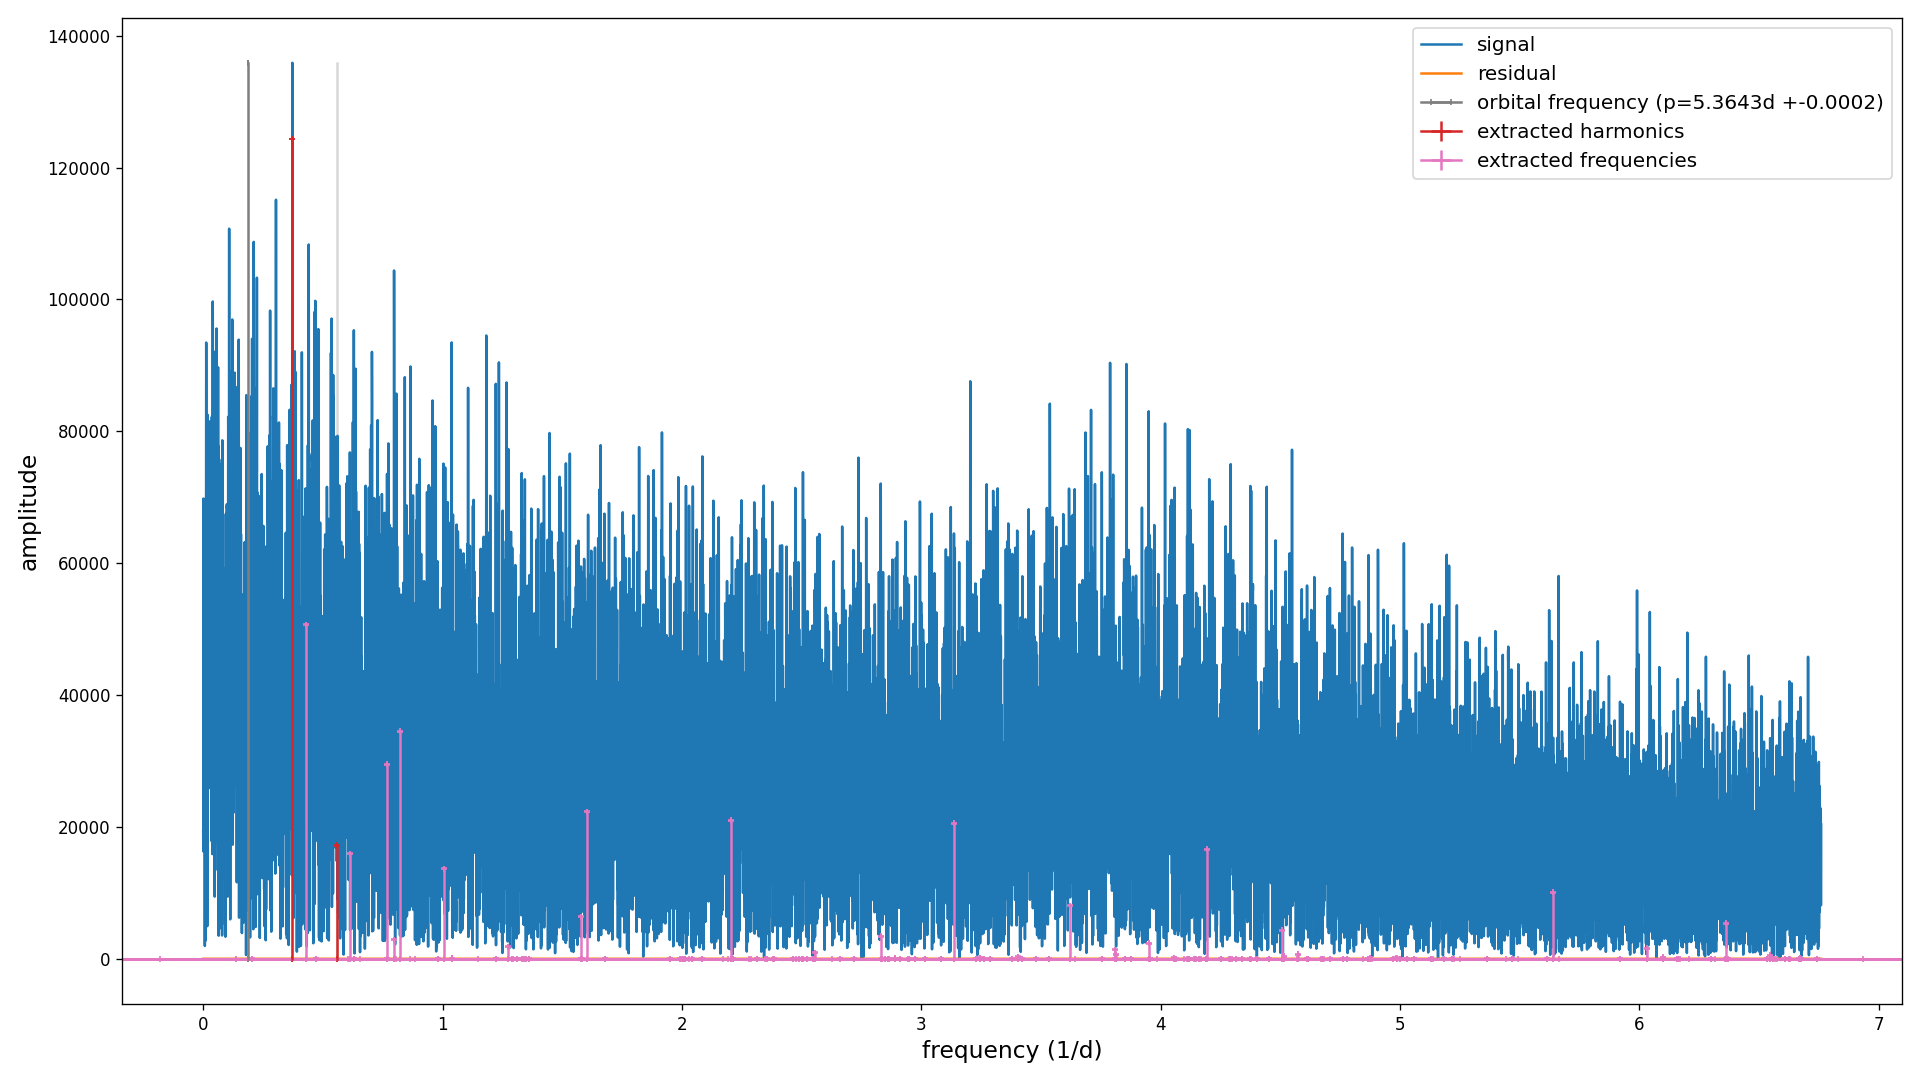 140000
120000
100000
80000
60000
40000
20000
0
amplitude
0 1 2 3 4 5 6 7
frequency (1/d)
signal
residual
orbital frequency (p=5.3643d +-0.0002)
extracted harmonics
extracted frequencies